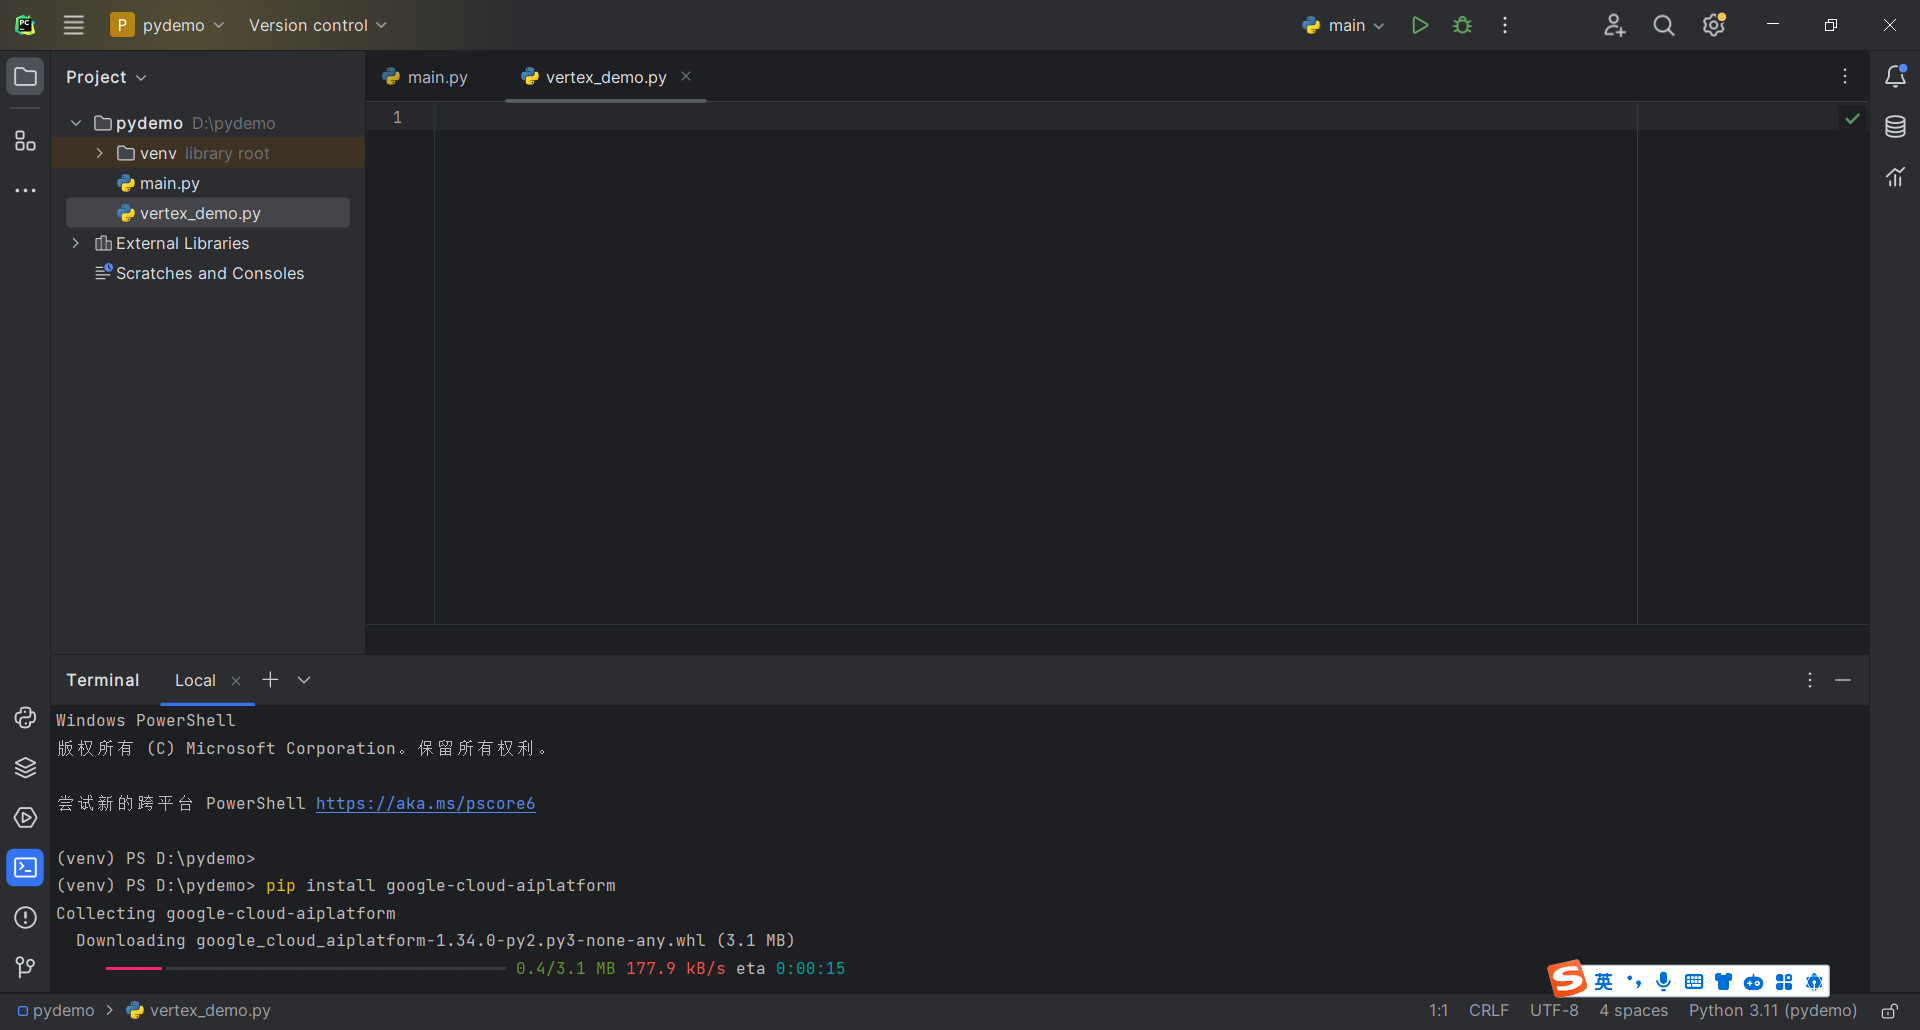 P pydemo Version control main
Project
main.py vertex_demo.py
pydemo D:\pydemo
venv library root
main.py
vertex_demo.py
External Libraries
Scratches and Consoles
1
Terminal Local
Windows PowerShell
版权所有 (C) Microsoft Corporation。保留所有权利。
尝试新的跨平台 PowerShell https://aka.ms/pscore6
(venv) PS D:\pydemo>
(venv) PS D:\pydemo> pip install google-cloud-aiplatform
Collecting google-cloud-aiplatform
Downloading google_cloud_aiplatform-1.34.0-py2.py3-none-any.whl (3.1 MB)
0.4/3.1 MB 177.9 kB/s eta 0:00:15
英
pydemo > vertex_demo.py 1:1 CRLF UTF-8 4 spaces Python 3.11 (pydemo)